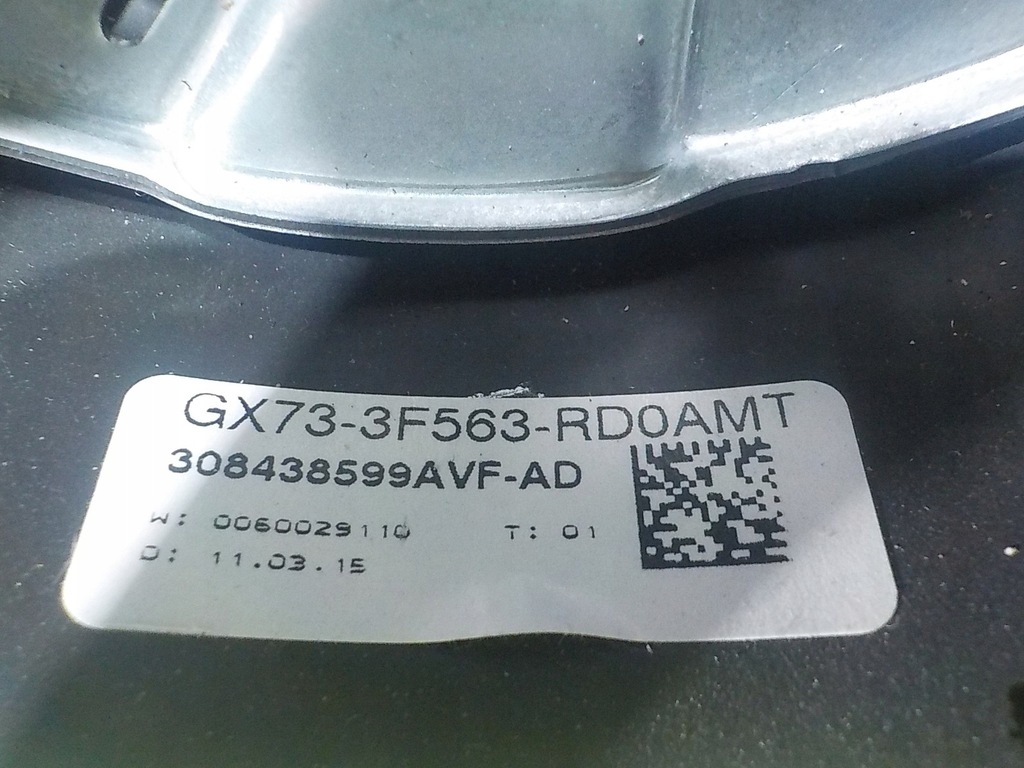 GX73-3F563-RD0AMT
308438599AVF-AD
W: 0060029110 T: 01
D: 11.03.15